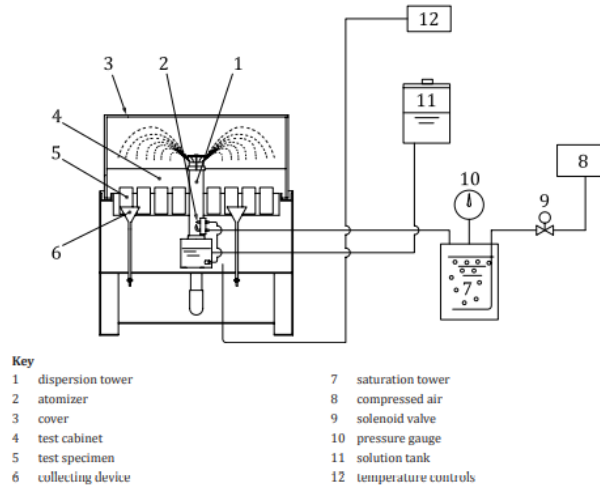 12
3
2
1
11
4
8
5
10
9
6
7
Key
1 dispersion tower
2 atomizer
3 cover
4 test cabinet
5 test specimen
6 collecting device
7 saturation tower
8 compressed air
9 solenoid valve
10 pressure gauge
11 solution tank
12 temperature controls